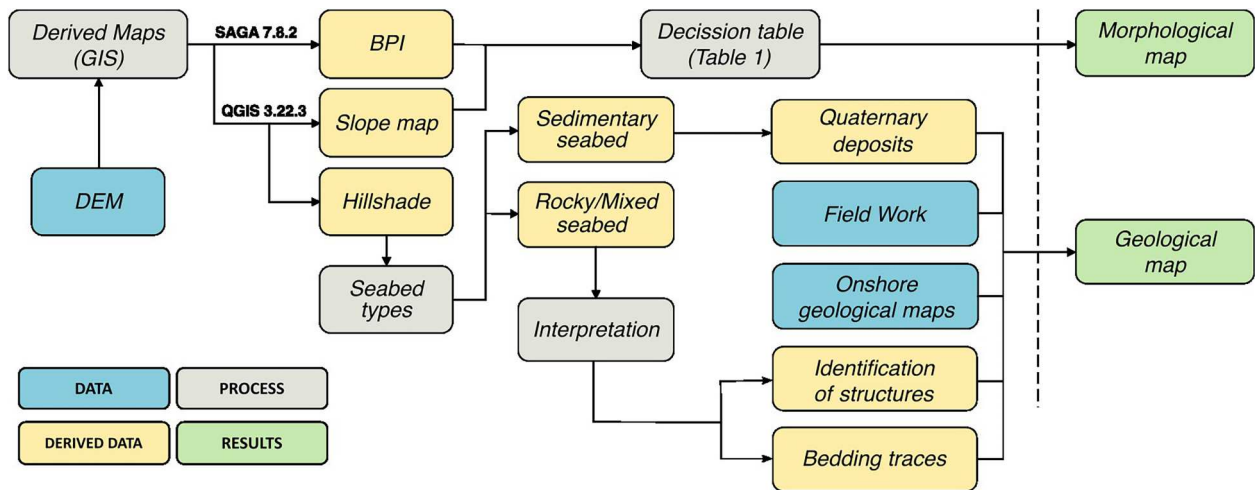 Derived Maps
(GIS)
SAGA 7.8.2
BPI
Decission table
(Table 1)
Morphological
map
QGIS 3.22.3
Slope map
Sedimentary
seabed
Quaternary
deposits
DEM
Hillshade
Rocky/Mixed
seabed
Field Work
Geological
map
Seabed
types
Interpretation
Onshore
geological maps
Identification
of structures
Bedding traces
DATA
PROCESS
DERIVED DATA
RESULTS